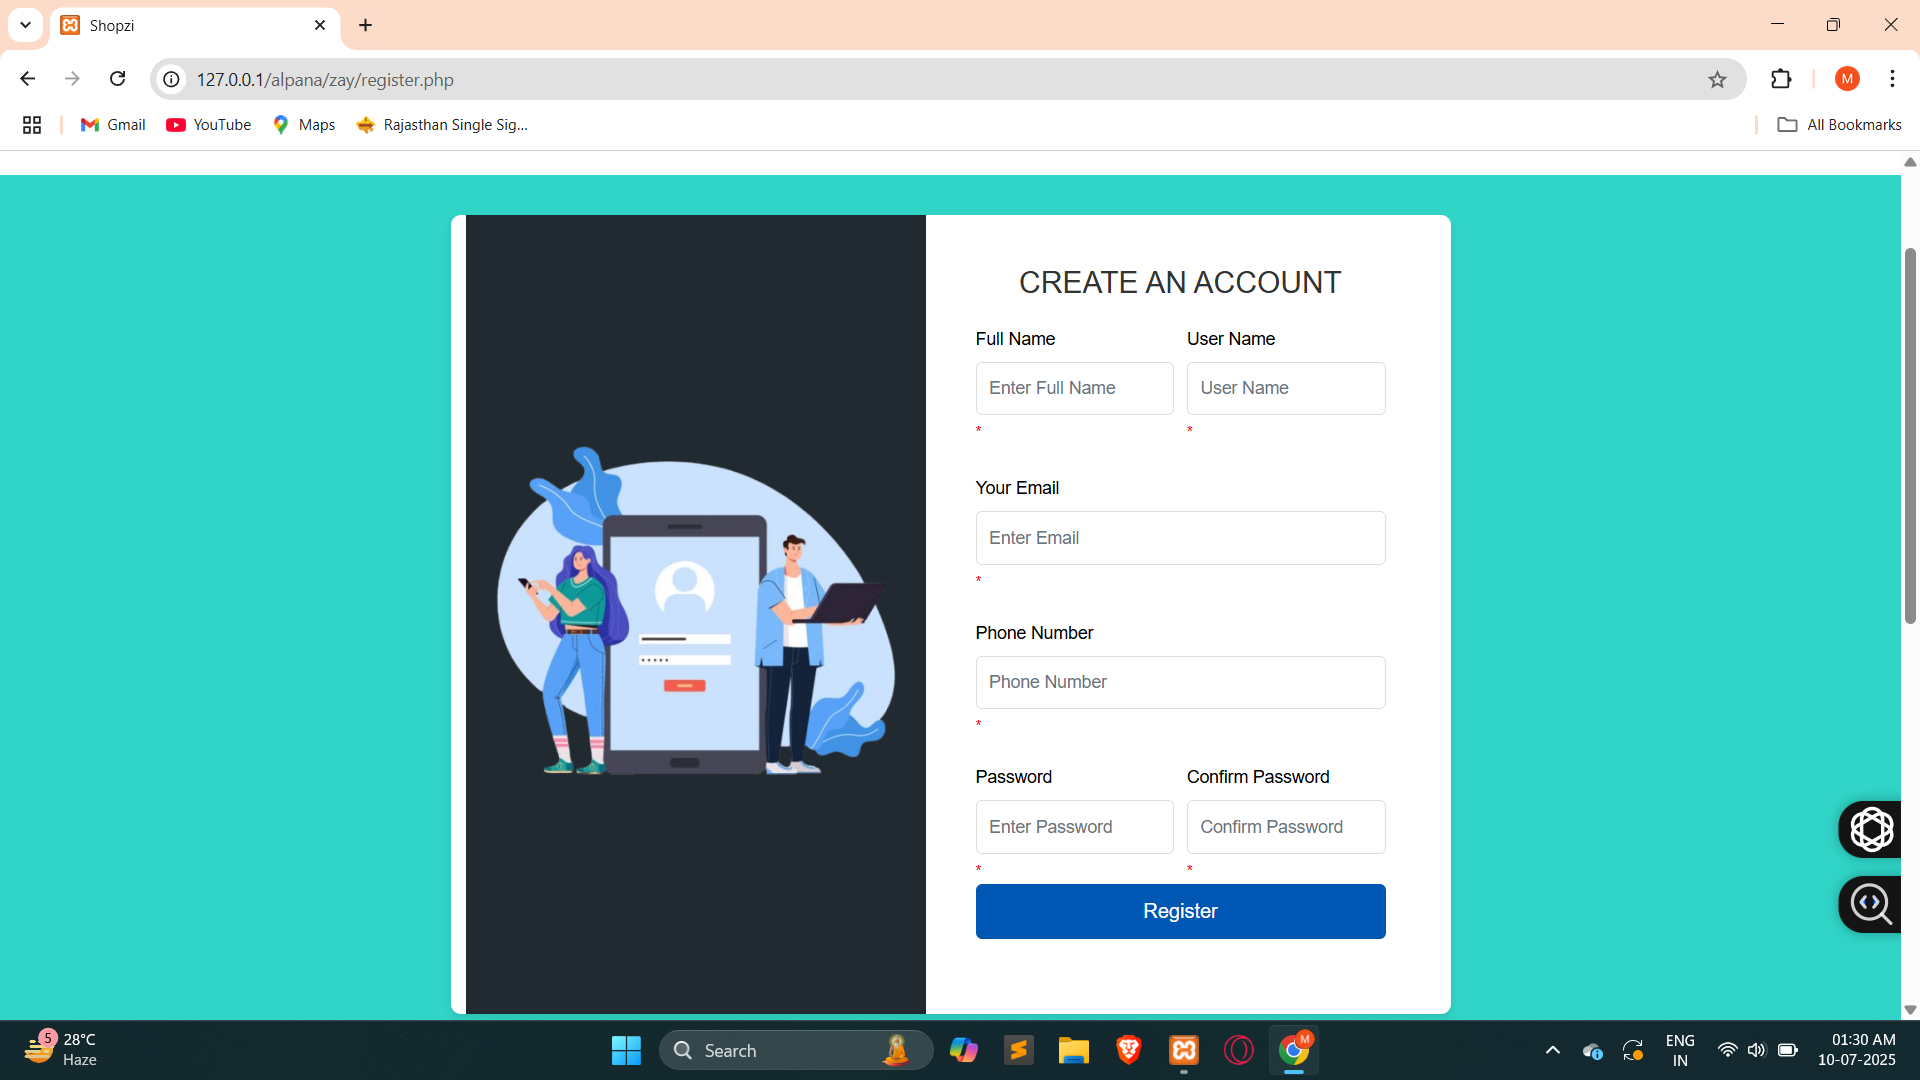 Shopzi
127.0.0.1/alpana/zay/register.php
M
Gmail YouTube Maps Rajasthan Single Sig... All Bookmarks
CREATE AN ACCOUNT
Full Name User Name
Enter Full Name User Name
* *
Your Email
Enter Email
*
Phone Number
Phone Number
*
Password Confirm Password
Enter Password Confirm Password
* *
Register
5 28°C
Haze
Search
M
ENG
IN
01:30 AM
10-07-2025